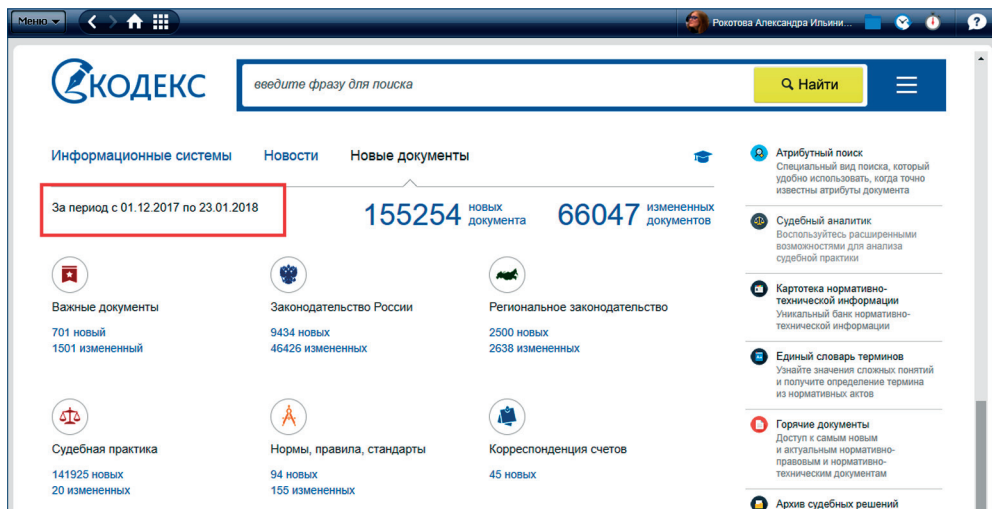 Меню
Рокотова Александра Ильини...
?
КОДЕКС
введите фразу для поиска
Найти
Информационные системы
Новости
Новые документы
За период с 01.12.2017 по 23.01.2018
155254 новых документа
66047 измененных документов
Важные документы
701 новый
1501 измененный
Законодательство России
9434 новых
46426 измененных
Региональное законодательство
2500 новых
2638 измененных
Судебная практика
141925 новых
20 измененных
Нормы, правила, стандарты
94 новых
155 измененных
Корреспонденция счетов
45 новых
Атрибутный поиск
Специальный вид поиска, который
удобно использовать, когда точно
известны атрибуты документа
Судебный аналитик
Воспользуйтесь расширенными
возможностями для анализа
судебной практики
Картотека нормативно-
технической информации
Уникальный банк нормативно-
технической информации
Единый словарь терминов
Узнайте значения сложных понятий
и получите определение термина
из нормативных актов
Горячие документы
Доступ к самым новым
и актуальным нормативно-
правовым и нормативно-
техническим документам
Архив судебных решений